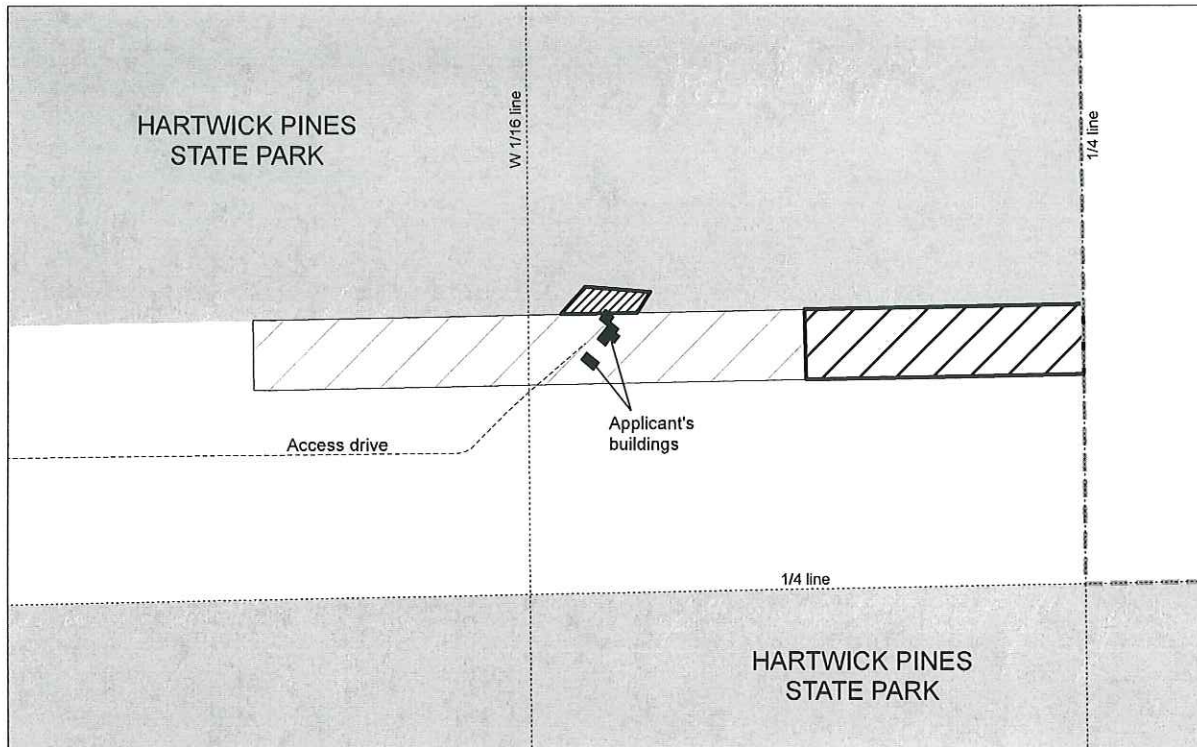 HARTWICK PINES
STATE PARK
W 1/16 line
1/4 line
Applicant's
buildings
Access drive
1/4 line
HARTWICK PINES
STATE PARK